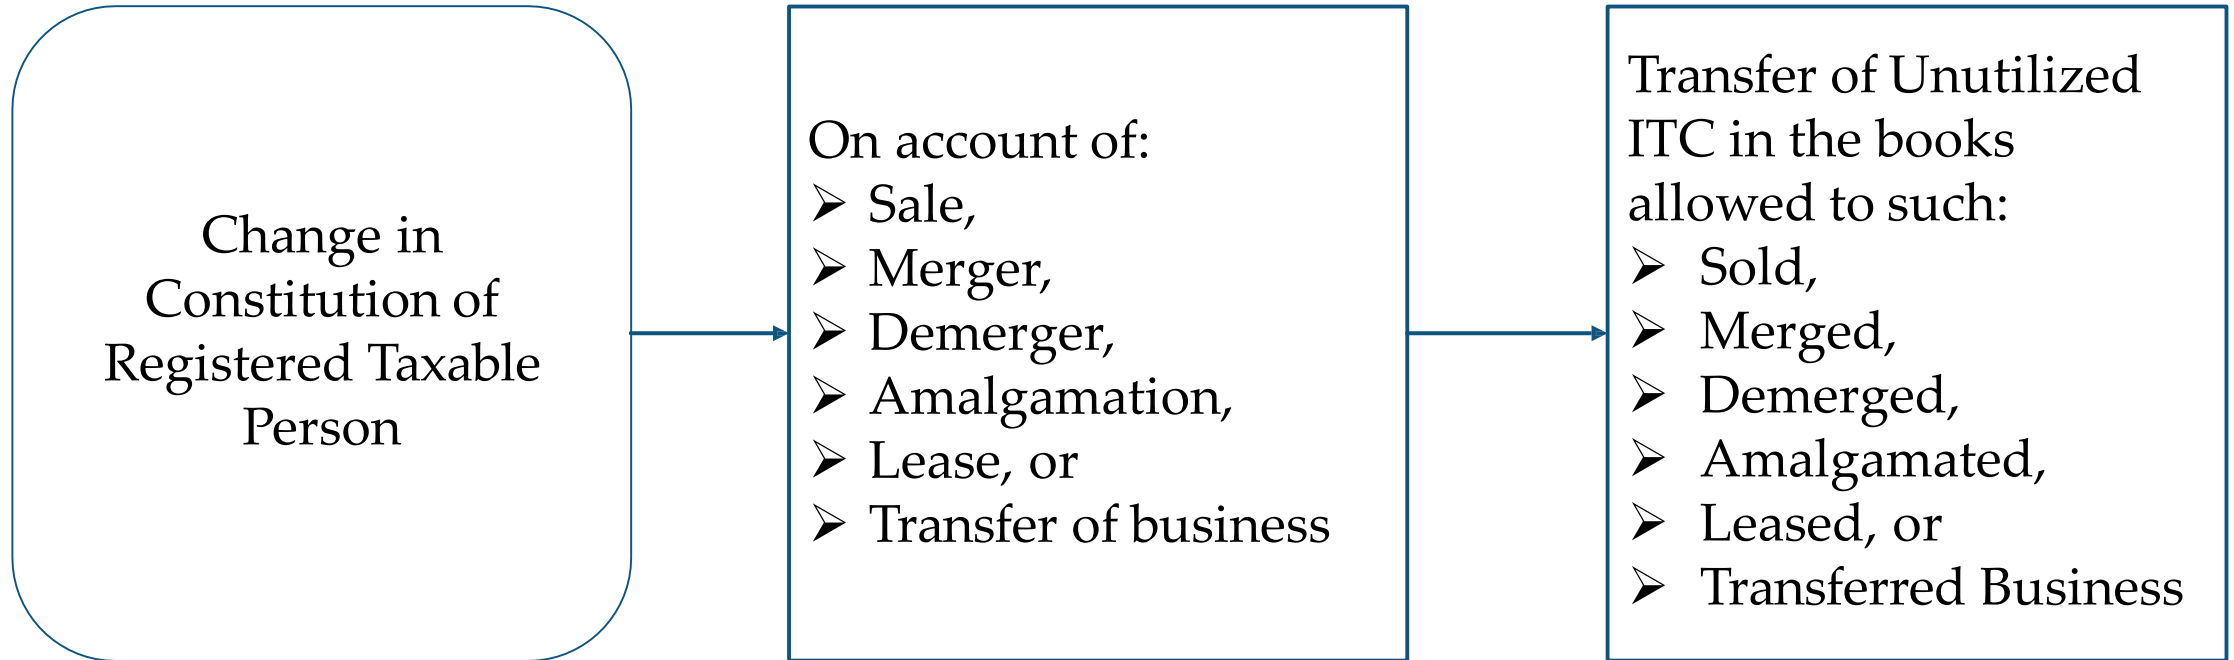 Change in
Constitution of
Registered Taxable
Person
On account of:
➢ Sale,
➢ Merger,
➢ Demerger,
➢ Amalgamation,
➢ Lease, or
➢ Transfer of business
Transfer of Unutilized
ITC in the books
allowed to such:
➢ Sold,
➢ Merged,
➢ Demerged,
➢ Amalgamated,
➢ Leased, or
➢ Transferred Business